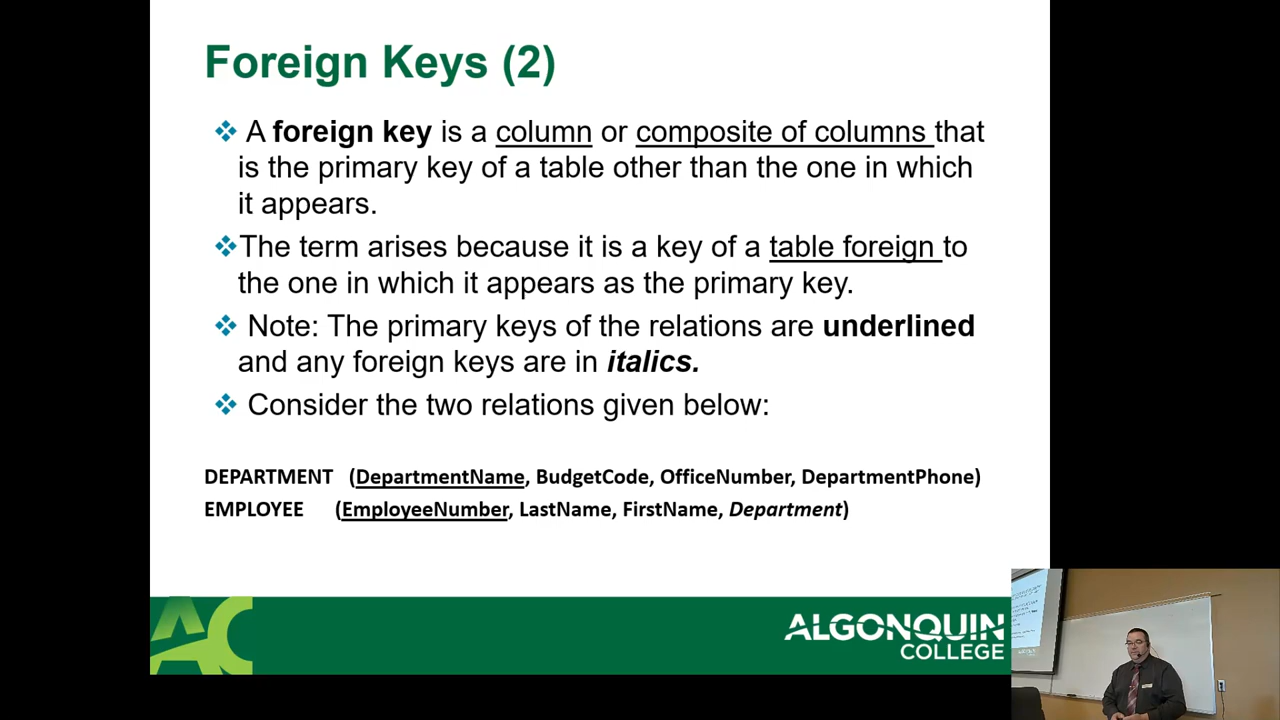 Foreign Keys (2)
A foreign key is a column or composite of columns that
is the primary key of a table other than the one in which
it appears.
The term arises because it is a key of a table foreign to
the one in which it appears as the primary key.
Note: The primary keys of the relations are underlined
and any foreign keys are in italics.
Consider the two relations given below:
DEPARTMENT (DepartmentName, BudgetCode, OfficeNumber, DepartmentPhone)
EMPLOYEE (EmployeeNumber, LastName, FirstName, Department)
AC
ALGONQUIN
COLLEGE